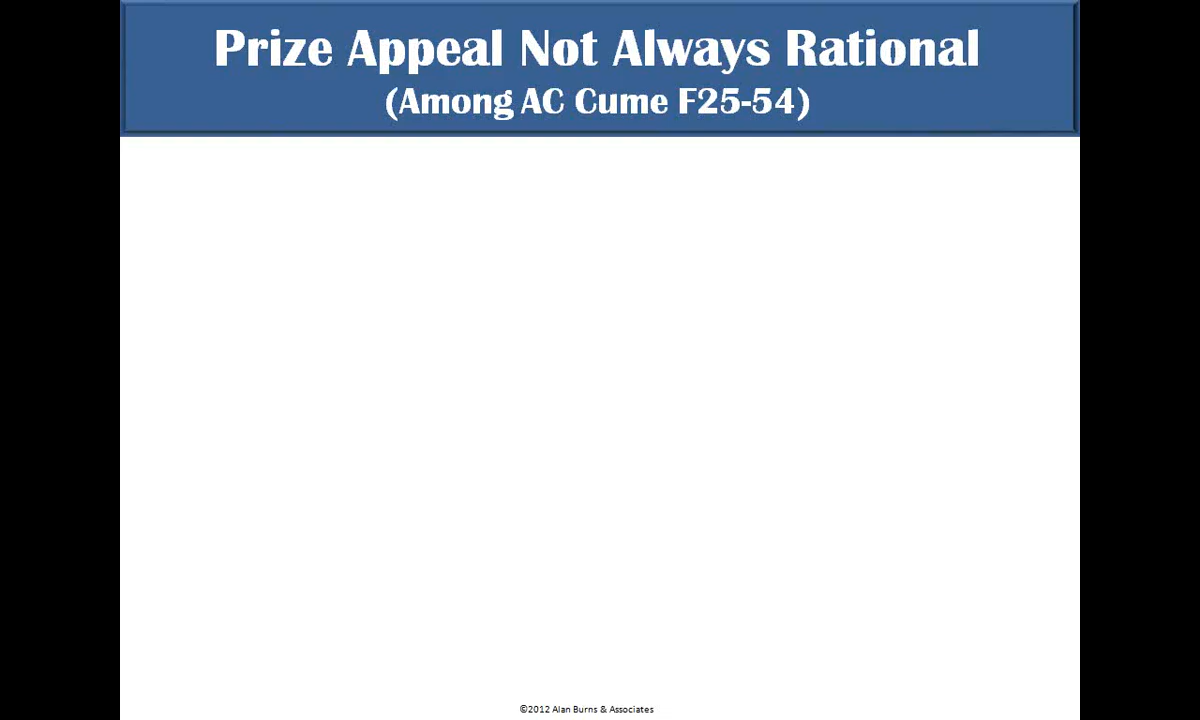 Prize Appeal Not Always Rational
(Among AC Cume F25-54)
©2012 Alan Burns & Associates